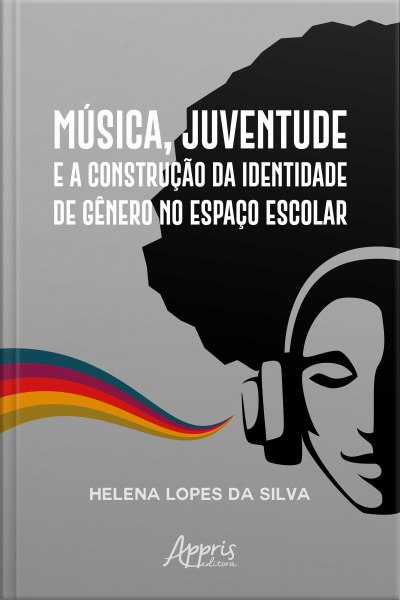 MÚSICA, JUVENTUDE
E A CONSTRUÇÃO DA IDENTIDADE
DE GÊNERO NO ESPAÇO ESCOLAR
HELENA LOPES DA SILVA
Appris
editora